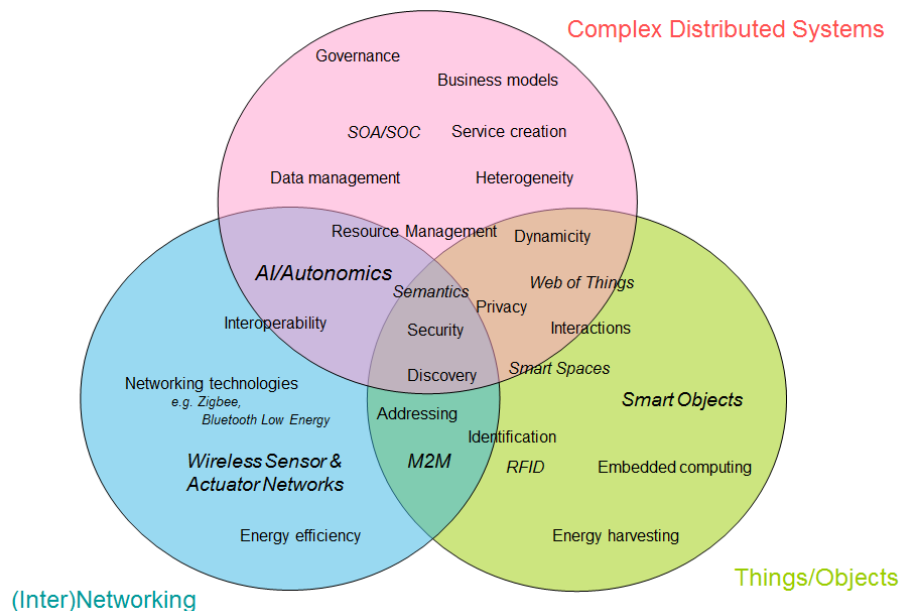 Complex Distributed Systems
Governance
Business models
SOA/SOC
Service creation
Data management
Heterogeneity
Resource Management
Dynamicity
AI/Autonomics
Semantics
Web of Things
Privacy
Interoperability
Security
Interactions
Discovery
Smart Spaces
Networking technologies
e.g. Zigbee,
Bluetooth Low Energy
Addressing
Smart Objects
Identification
Wireless Sensor &
Actuator Networks
M2M
RFID
Embedded computing
Energy efficiency
Energy harvesting
Things/Objects
(Inter)Networking